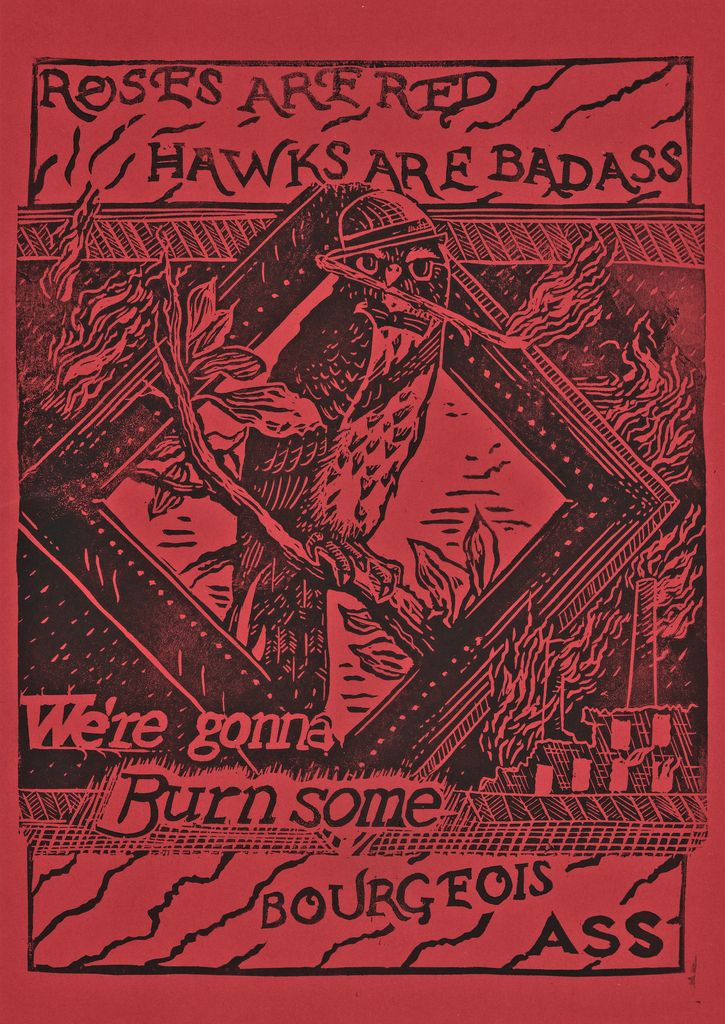 ROSES ARE RED
HAWKS ARE BADASS
We're gonna
Burn some
BOURGEOIS
ASS